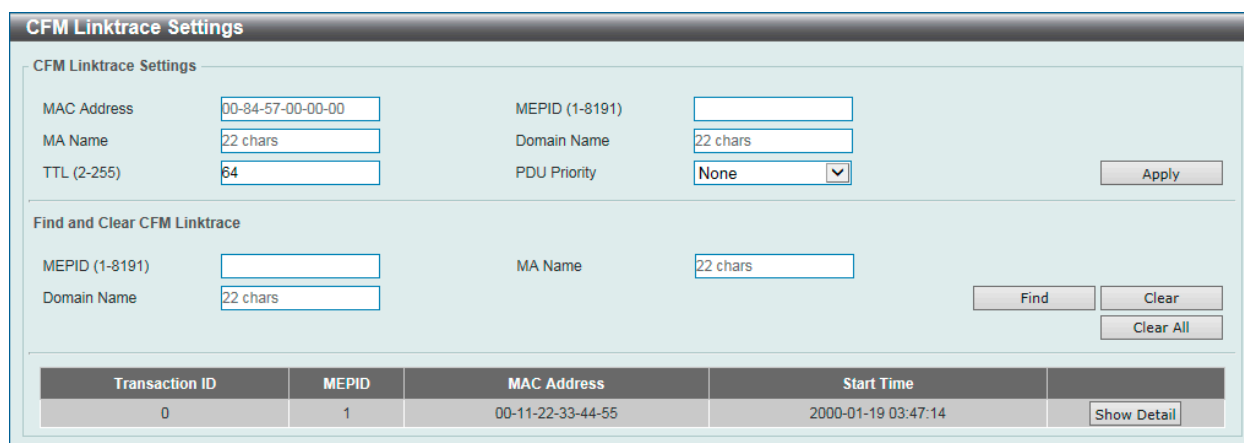 CFM Linktrace Settings
CFM Linktrace Settings
MAC Address 00-84-57-00-00-00 MEPID (1-8191)
MA Name 22 chars Domain Name 22 chars
TTL (2-255) 64 PDU Priority None Apply
Find and Clear CFM Linktrace
MEPID (1-8191) MA Name 22 chars
Domain Name 22 chars Find Clear
Clear All
Transaction ID MEPID MAC Address Start Time
0 1 00-11-22-33-44-55 2000-01-19 03:47:14 Show Detail